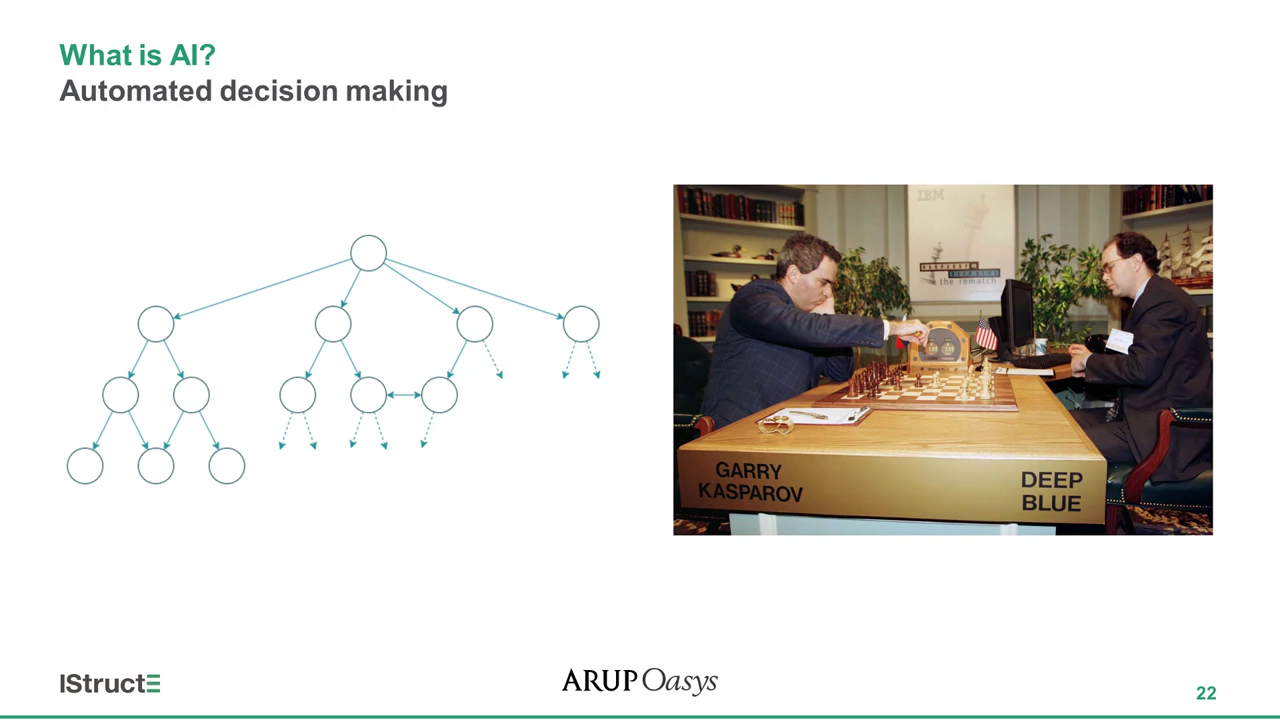 What is AI?
Automated decision making
IBM
the rematch
GARRY
KASPAROV
DEEP
BLUE
IStructE
ARUP Oasys
22